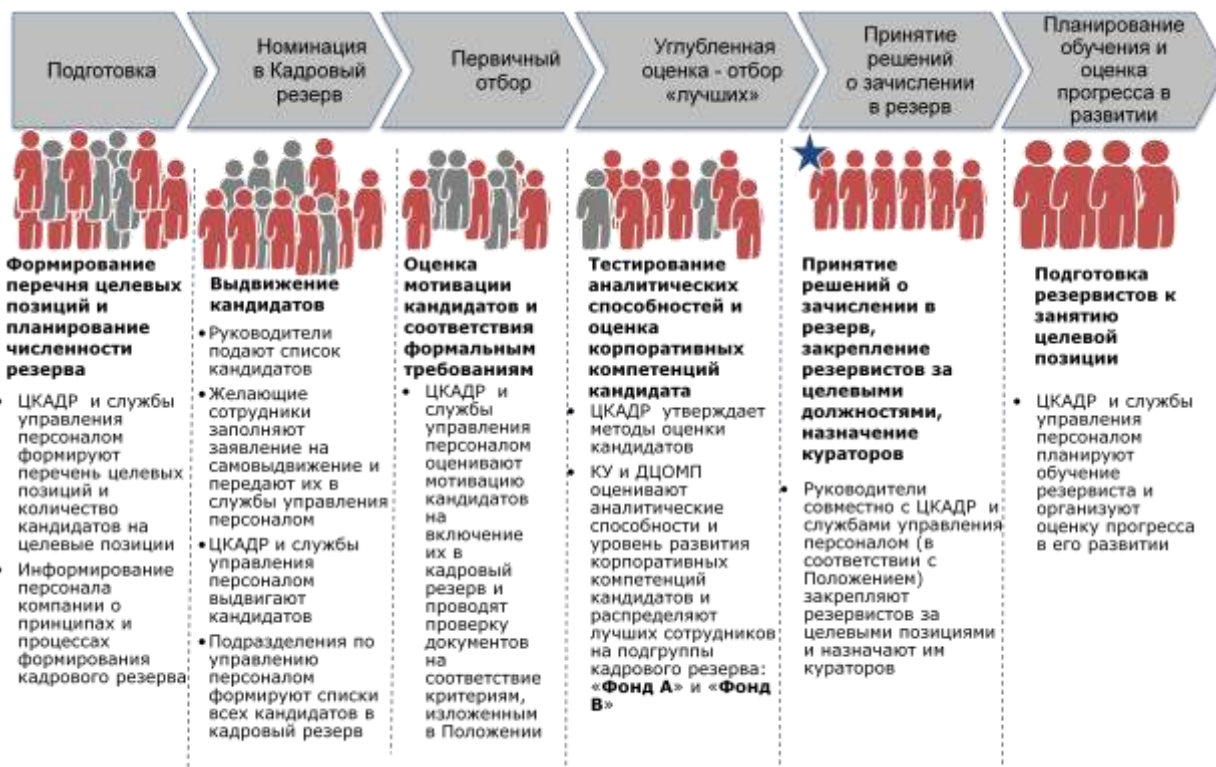 Подготовка
Номинация
в Кадровый
резерв
Первичный
отбор
Углубленная
оценка - отбор
«лучших»
Принятие
решений
о зачислении
в резерв
Планирование
обучения и
оценка
прогресса в
развитии
Формирование
перечня целевых
позиций и
планирование
численности
резерва
• ЦКАДР и службы
управления
персоналом
формируют
перечень целевых
позиций и
количество
кандидатов на
целевые позиции
• Информирование
персонала
компании о
принципах и
процессах
формирования
кадрового резерва
Выдвижение
кандидатов
• Руководители
подают список
кандидатов
• Желающие
сотрудники
заполняют
заявление на
самовыдвижение и
передают их в
службы управления
персоналом
• ЦКАДР и службы
управления
персоналом
выдвигают
кандидатов
• Подразделения по
управлению
персоналом
формируют списки
всех кандидатов в
кадровый резерв
Оценка
мотивации
кандидатов и
соответствия
формальным
требованиям
• ЦКАДР и
службы
управления
персоналом
оценивают
мотивацию
кандидатов
на
включение
их в
кадровый
резерв и
проводят
проверку
документов
на
соответствие
критериям,
изложенным
в Положении
Тестирование
аналитических
способностей и
оценка
корпоративных
компетенций
кандидата
• ЦКАДР утверждает
методы оценки
кандидатов
• КУ и ДЦОМП
оценивают
аналитические
способности и
уровень развития
корпоративных
компетенций
кандидатов и
распределяют
лучших сотрудников
на подгруппы
кадрового резерва:
«Фонд А» и «Фонд
В»
Принятие
решений о
зачислении в
резерв,
закрепление
резервистов за
целевыми
должностями,
назначение
кураторов
• Руководители
совместно с ЦКАДР и
службами управления
персоналом (в
соответствии с
Положением)
закрепляют
резервистов за
целевыми позициями
и назначают им
кураторов
Подготовка
резервистов к
занятию
целевой
позиции
• ЦКАДР и службы
управления
персоналом
планируют
обучение
резервиста и
организуют
оценку прогресса
в его развитии